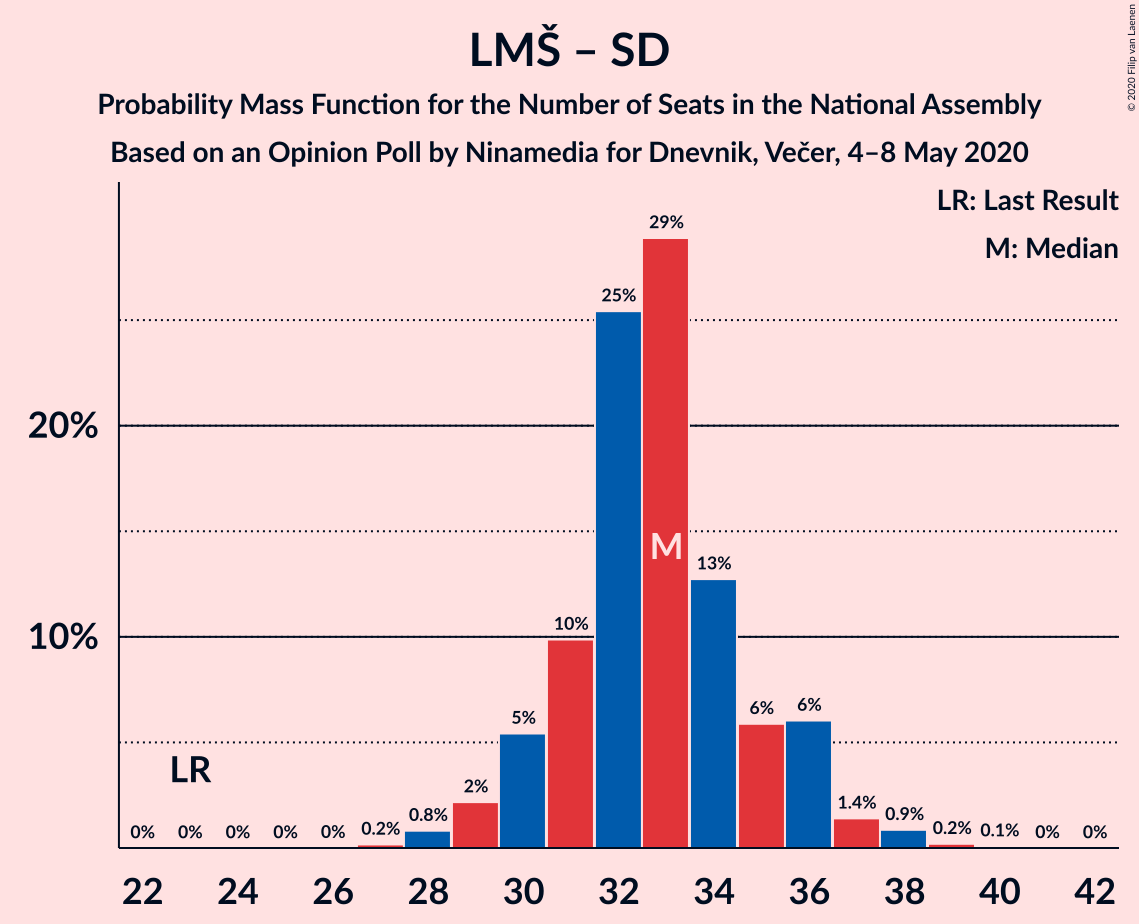 LMŠ – SD
Probability Mass Function for the Number of Seats in the National Assembly
Based on an Opinion Poll by Ninamedia for Dnevnik, Večer, 4–8 May 2020
© 2020 Filip van Laenen
LR: Last Result
M: Median
20%
10%
0% 0% 0% 0% 0% 0.2% 0.8% 2% 5% 10% 25% 29% 13% 6% 6% 1.4% 0.9% 0.2% 0.1% 0% 0%
LR
M
22 24 26 28 30 32 34 36 38 40 42